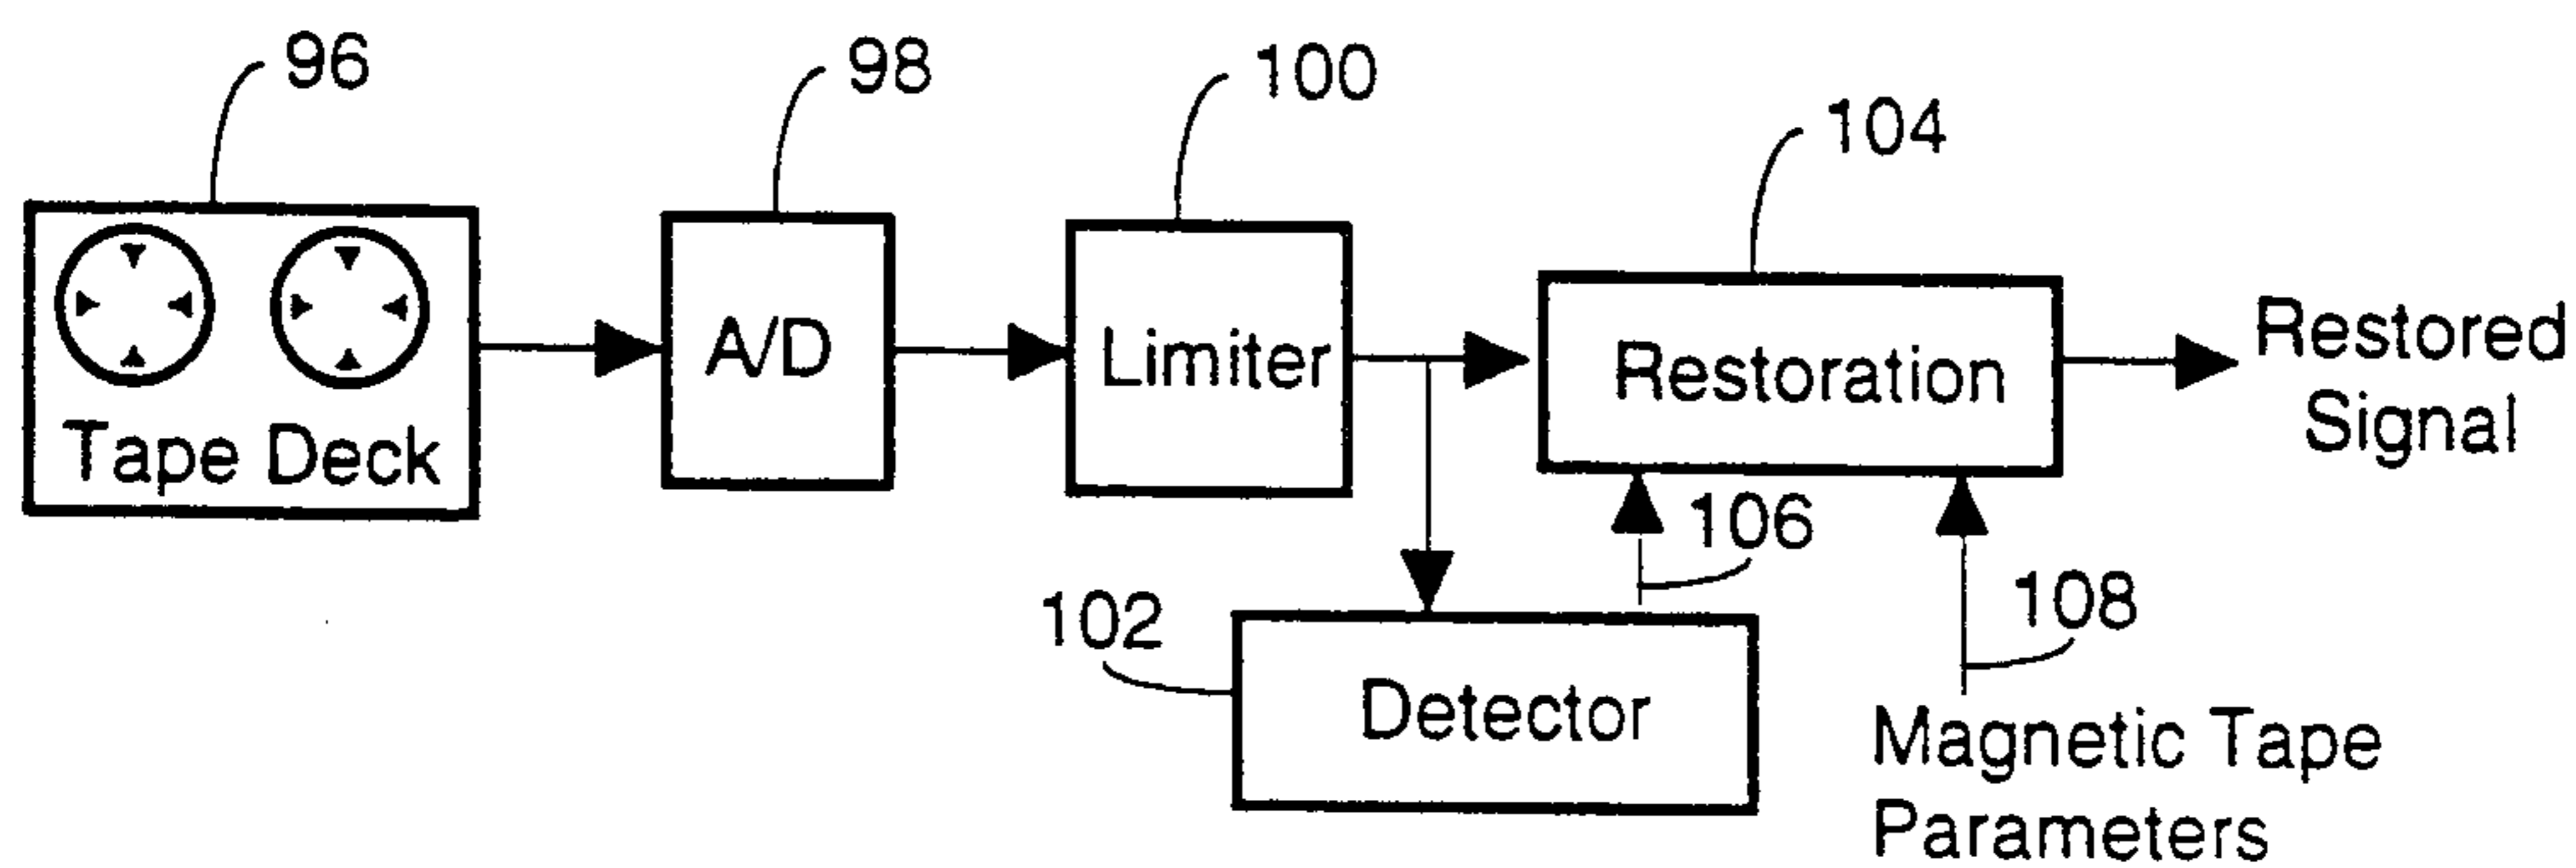 96
98
100
104
Tape Deck
A/D
Limiter
Restoration
Restored
Signal
106
108
102
Detector
Magnetic Tape
Parameters